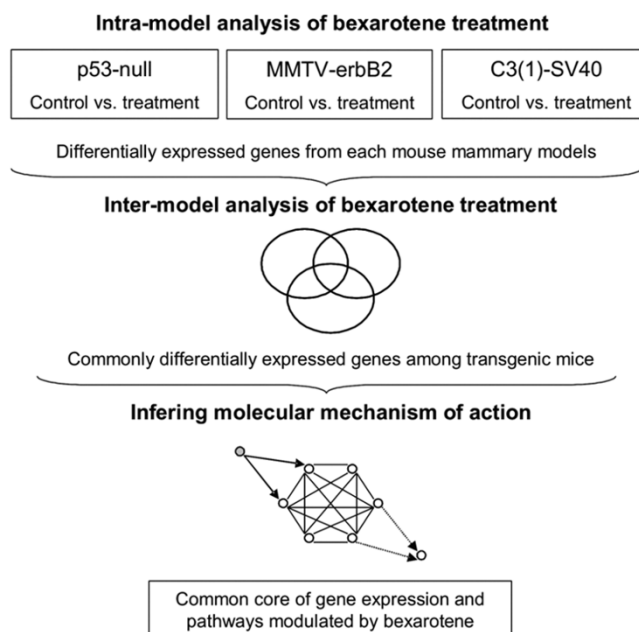 Intra-model analysis of bexarotene treatment
p53-null
Control vs. treatment
MMTV-erbB2
Control vs. treatment
C3(1)-SV40
Control vs. treatment
Differentially expressed genes from each mouse mammary models
Inter-model analysis of bexarotene treatment
Commonly differentially expressed genes among transgenic mice
Infering molecular mechanism of action
Common core of gene expression and
pathways modulated by bexarotene